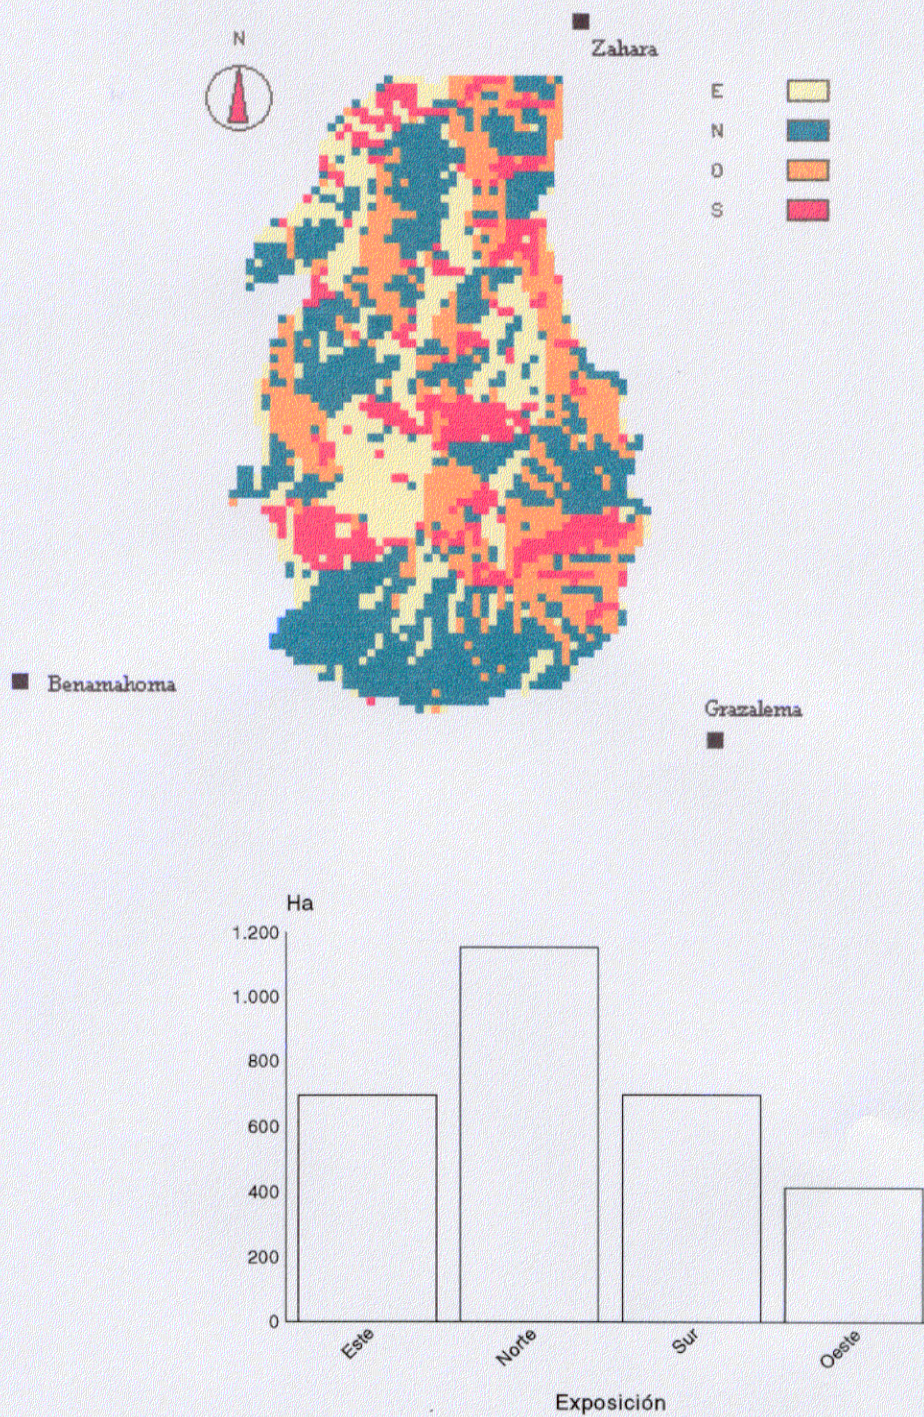 N
Zahara
E
N
O
S
Benamahoma
Grazalema
Ha
1.200
1.000
800
600
400
200
0
Este
Norte
Sur
Oeste
Exposición